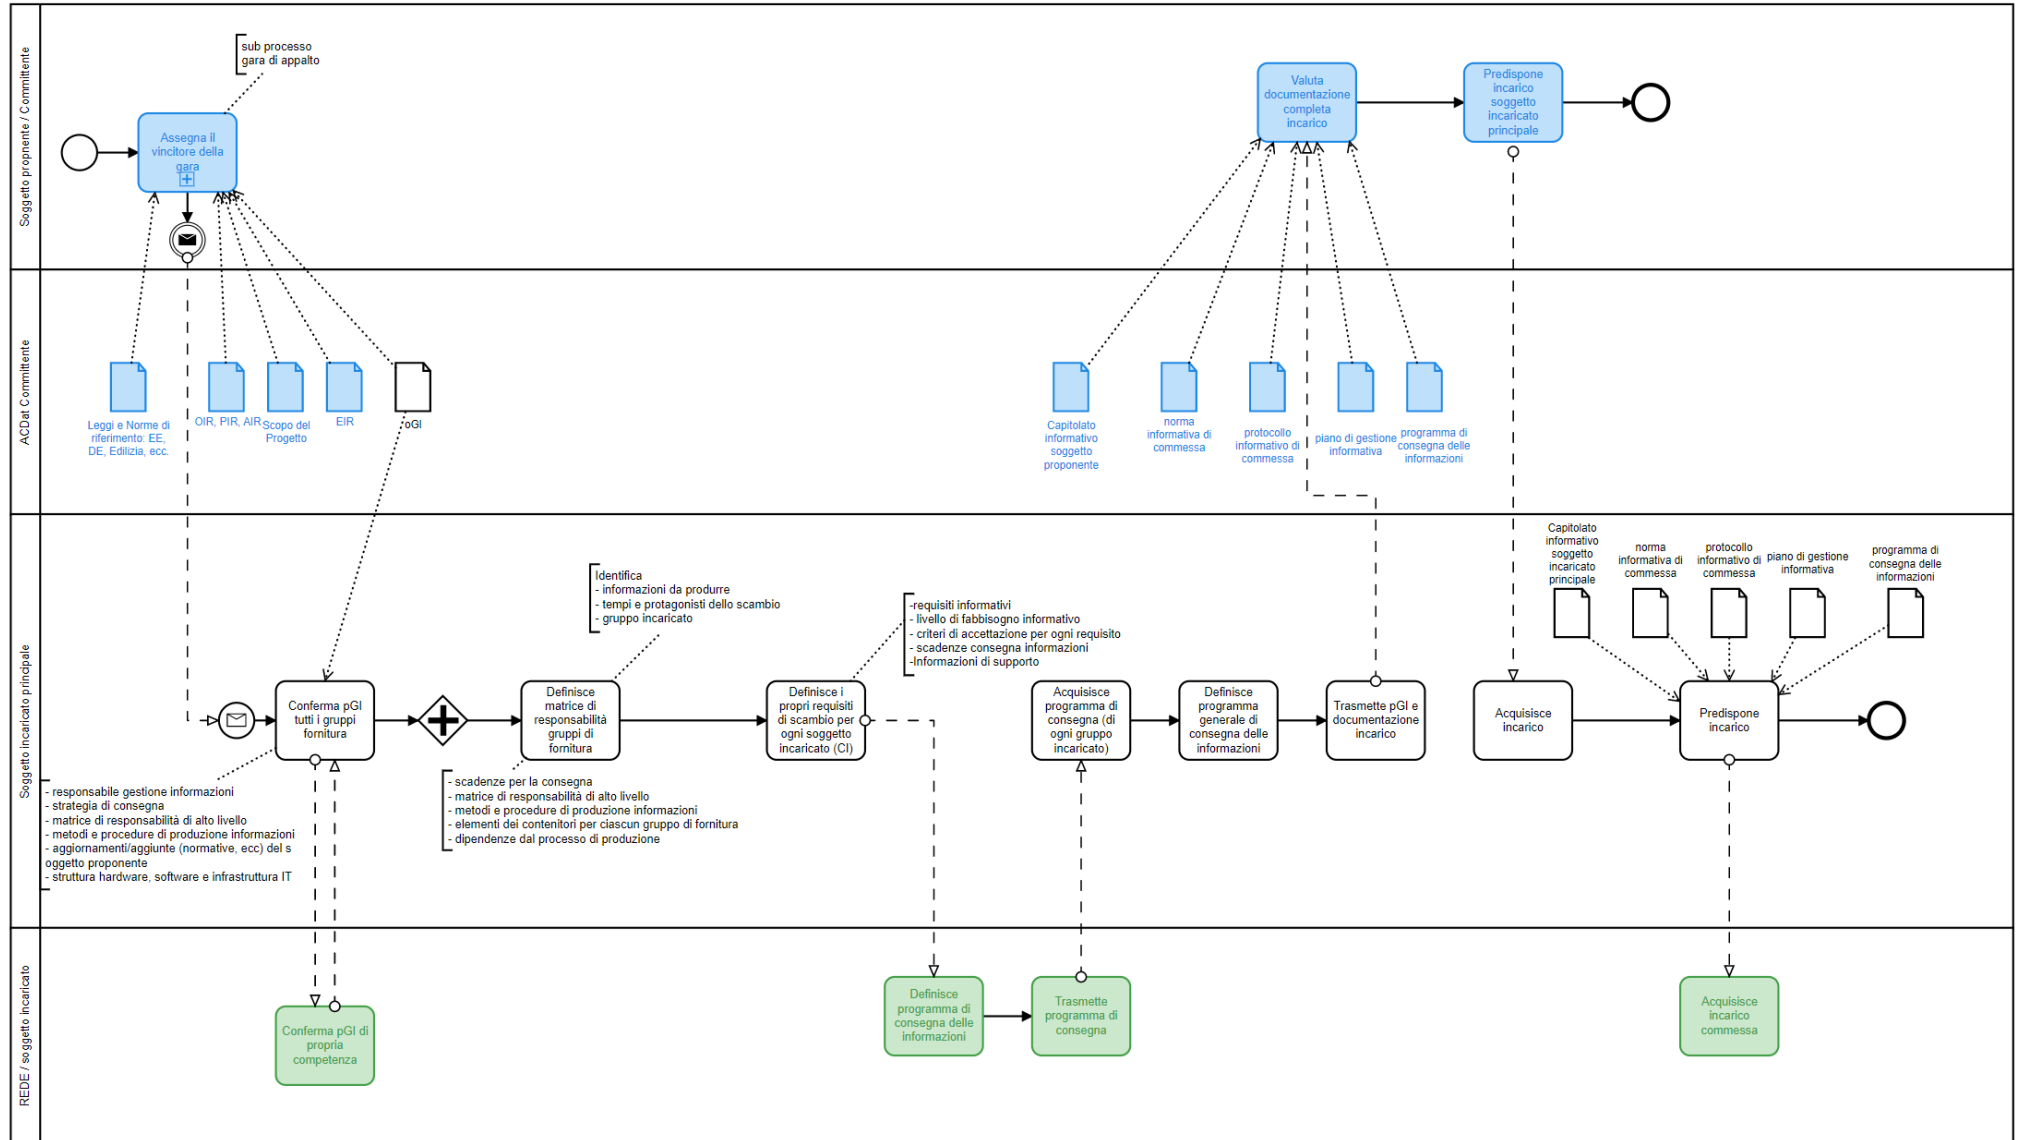 Soggetto propnente / Committente
sub processo
gara di appalto
Assegna il
vincitore della
gara
Valuta
documentazione
completa
incarico
Predispone
incarico
soggetto
incaricato
principale
ACDat Committente
Leggi e Norme di
riferimento: EE,
DE, Edilizia, ecc.
OIR, PIR, AIR
Scopo del
Progetto
EIR
oGI
Capitolato
informativo
soggetto
proponente
norma
informativa di
commessa
protocollo
informativo di
commessa
piano di gestione
informativa
programma di
consegna delle
informazioni
Soggetto incaricato principale
Conferma pGI
tutti i gruppi
fornitura
- responsabile gestione informazioni
- strategia di consegna
- matrice di responsabilità di alto livello
- metodi e procedure di produzione informazioni
- aggiornamenti/aggiunte (normative, ecc) del s
oggetto proponente
- struttura hardware, software e infrastruttura IT
Identifica
- informazioni da produrre
- tempi e protagonisti dello scambio
- gruppo incaricato
Definisce
matrice di
responsabilità
gruppi di
fornitura
- scadenze per la consegna
- matrice di responsabilità di alto livello
- metodi e procedure di produzione informazioni
- elementi dei contenitori per ciascun gruppo di fornitura
- dipendenze dal processo di produzione
-requisiti informativi
- livello di fabbisogno informativo
- criteri di accettazione per ogni requisito
- scadenze consegna informazioni
-Informazioni di supporto
Definisce i
propri requisiti
di scambio per
ogni soggetto
incaricato (CI)
Acquisisce
programma di
consegna (di
ogni gruppo
incaricato)
Definisce
programma
generale di
consegna delle
informazioni
Trasmette pGI e
documentazione
incarico
Acquisisce
incarico
Capitolato
informativo
soggetto
incaricato
principale
norma
informativa di
commessa
protocollo
informativo di
commessa
piano di gestione
informativa
programma di
consegna delle
informazioni
Predispone
incarico
REDE / soggetto incaricato
Conferma pGI di
propria
competenza
Definisce
programma di
consegna delle
informazioni
Trasmette
programma di
consegna
Acquisisce
incarico
commessa